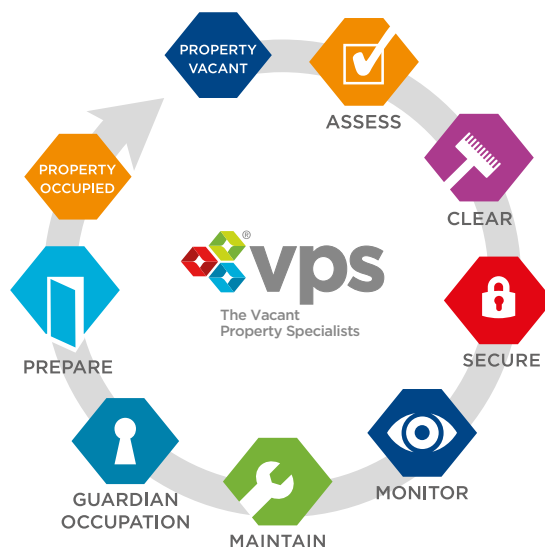 PROPERTY
VACANT
ASSESS
CLEAR
SECURE
MONITOR
MAINTAIN
GUARDIAN
OCCUPATION
PREPARE
PROPERTY
OCCUPIED
®
vps
The Vacant
Property Specialists